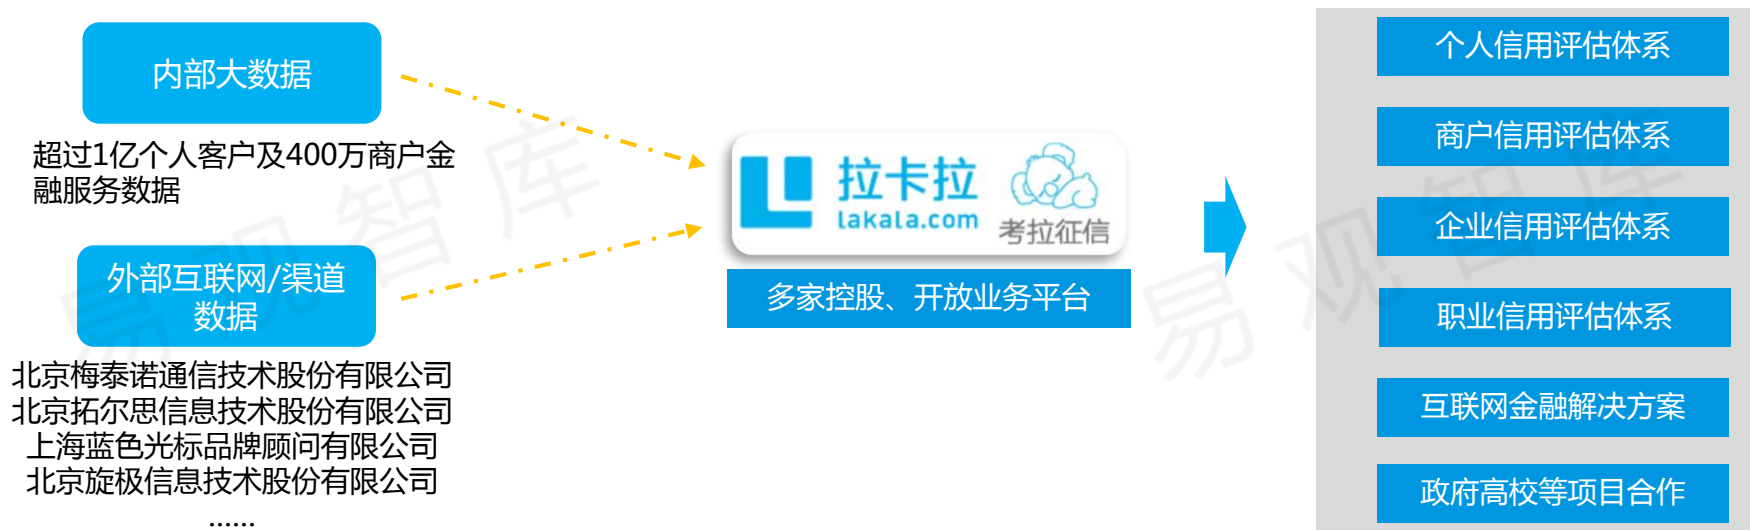 内部大数据
超过1亿个人客户及400万商户金
融服务数据
外部互联网/渠道
数据
北京梅泰诺通信技术股份有限公司
北京拓尔思信息技术股份有限公司
上海蓝色光标品牌顾问有限公司
北京旋极信息技术股份有限公司
......
拉卡拉
lakala.com
考拉征信
多家控股、开放业务平台
个人信用评估体系
商户信用评估体系
企业信用评估体系
职业信用评估体系
互联网金融解决方案
政府高校等项目合作
易观智库
易观智库